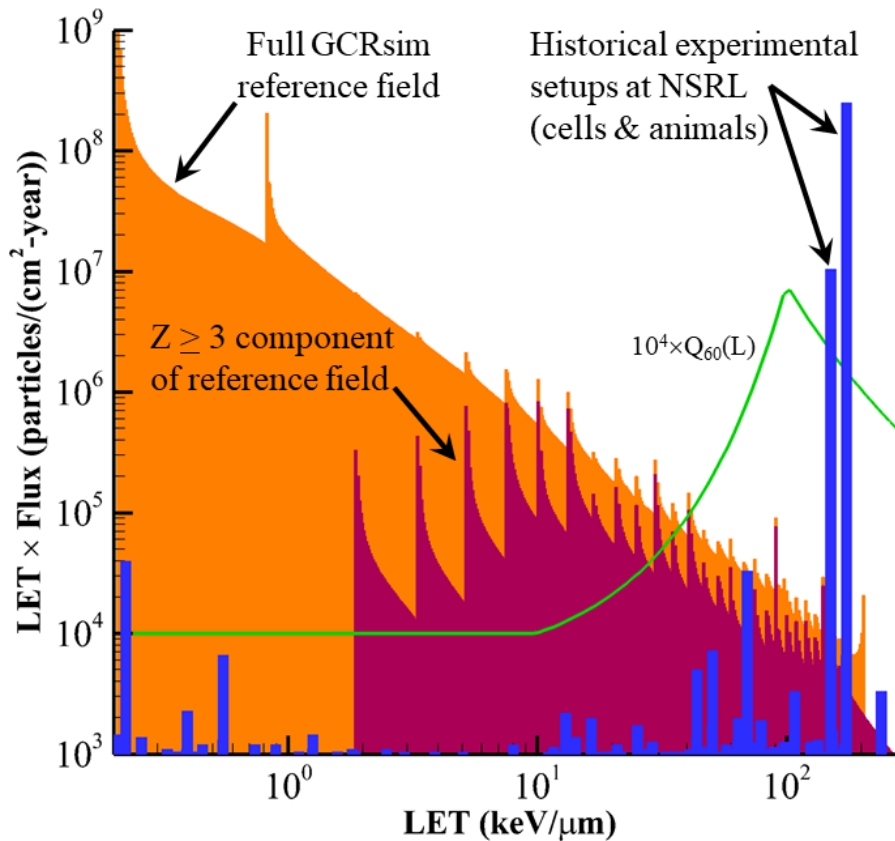 10⁹
10⁸
10⁷
10⁶
10⁵
10⁴
10³
LET × Flux (particles/(cm²-year))
Full GCRsim
reference field
Historical experimental
setups at NSRL
(cells & animals)
Z ≥ 3 component
of reference field
10⁴×Q₆₀(L)
10⁰
10¹
10²
LET (keV/μm)